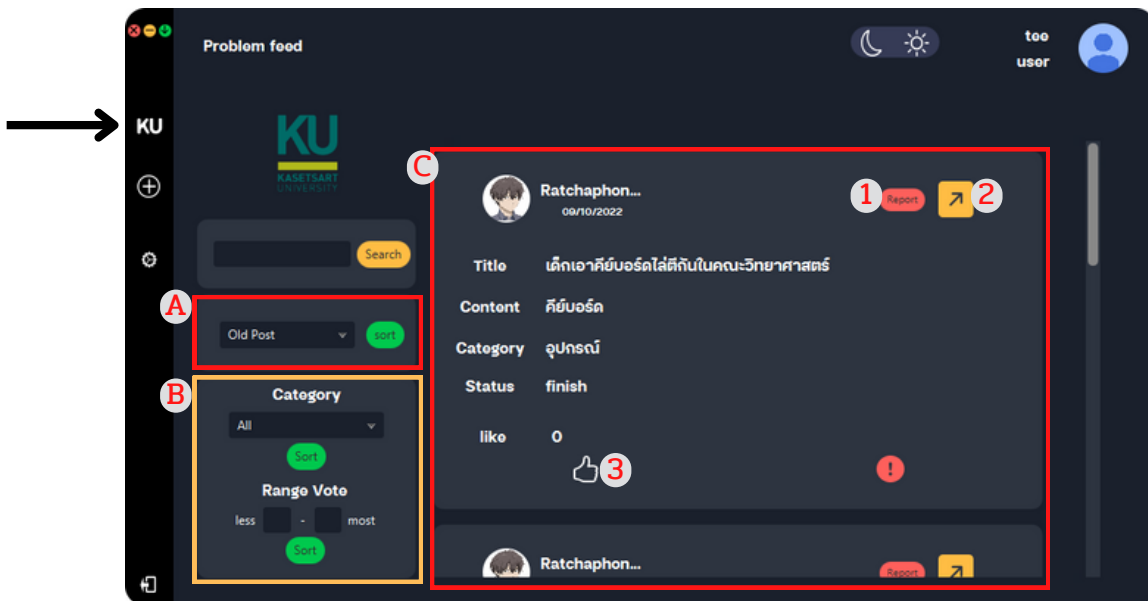 Problem feed
tee
user
KU
KU
KASETSART
UNIVERSITY
Search
A
Old Post
sort
B
Category
All
Sort
Range Vote
less - most
Sort
C
Ratchaphon...
09/10/2022
1
Report
2
Title เด็กเอาคีย์บอร์ดไล่ตีกันในคณะวิทยาศาสตร์
Content คีย์บอร์ด
Category อุปกรณ์
Status finish
like 0
3
!
Ratchaphon...
Report